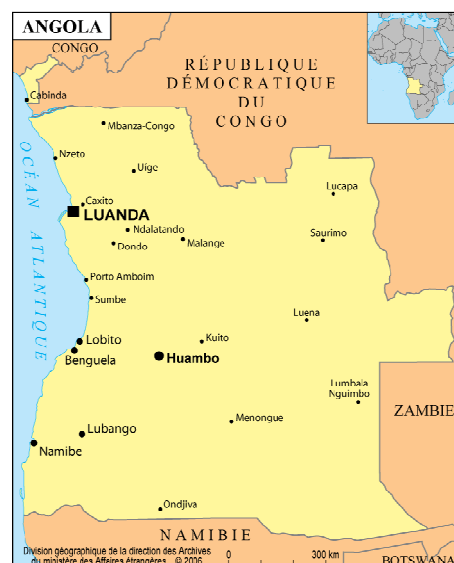 ANGOLA
CONGO
RÉPUBLIQUE
DÉMOCRATIQUE
DU
CONGO
Cabinda
Mbanza-Congo
Nzeto
Uíge
Lucapa
Caxito
LUANDA
Ndalatando
Saurimo
Dondo
Malange
OCÉAN ATLANTIQUE
Porto Amboim
Sumbe
Luena
Lobito
Kuito
Benguela
Huambo
Lumbala
Nguimbo
ZAMBIE
Menongue
Lubango
Namibe
Ondjiva
NAMIBIE
Division géographique de la direction des Archives
du ministère des Affaires étrangères © 2006
0 300 km
BOTSWANA